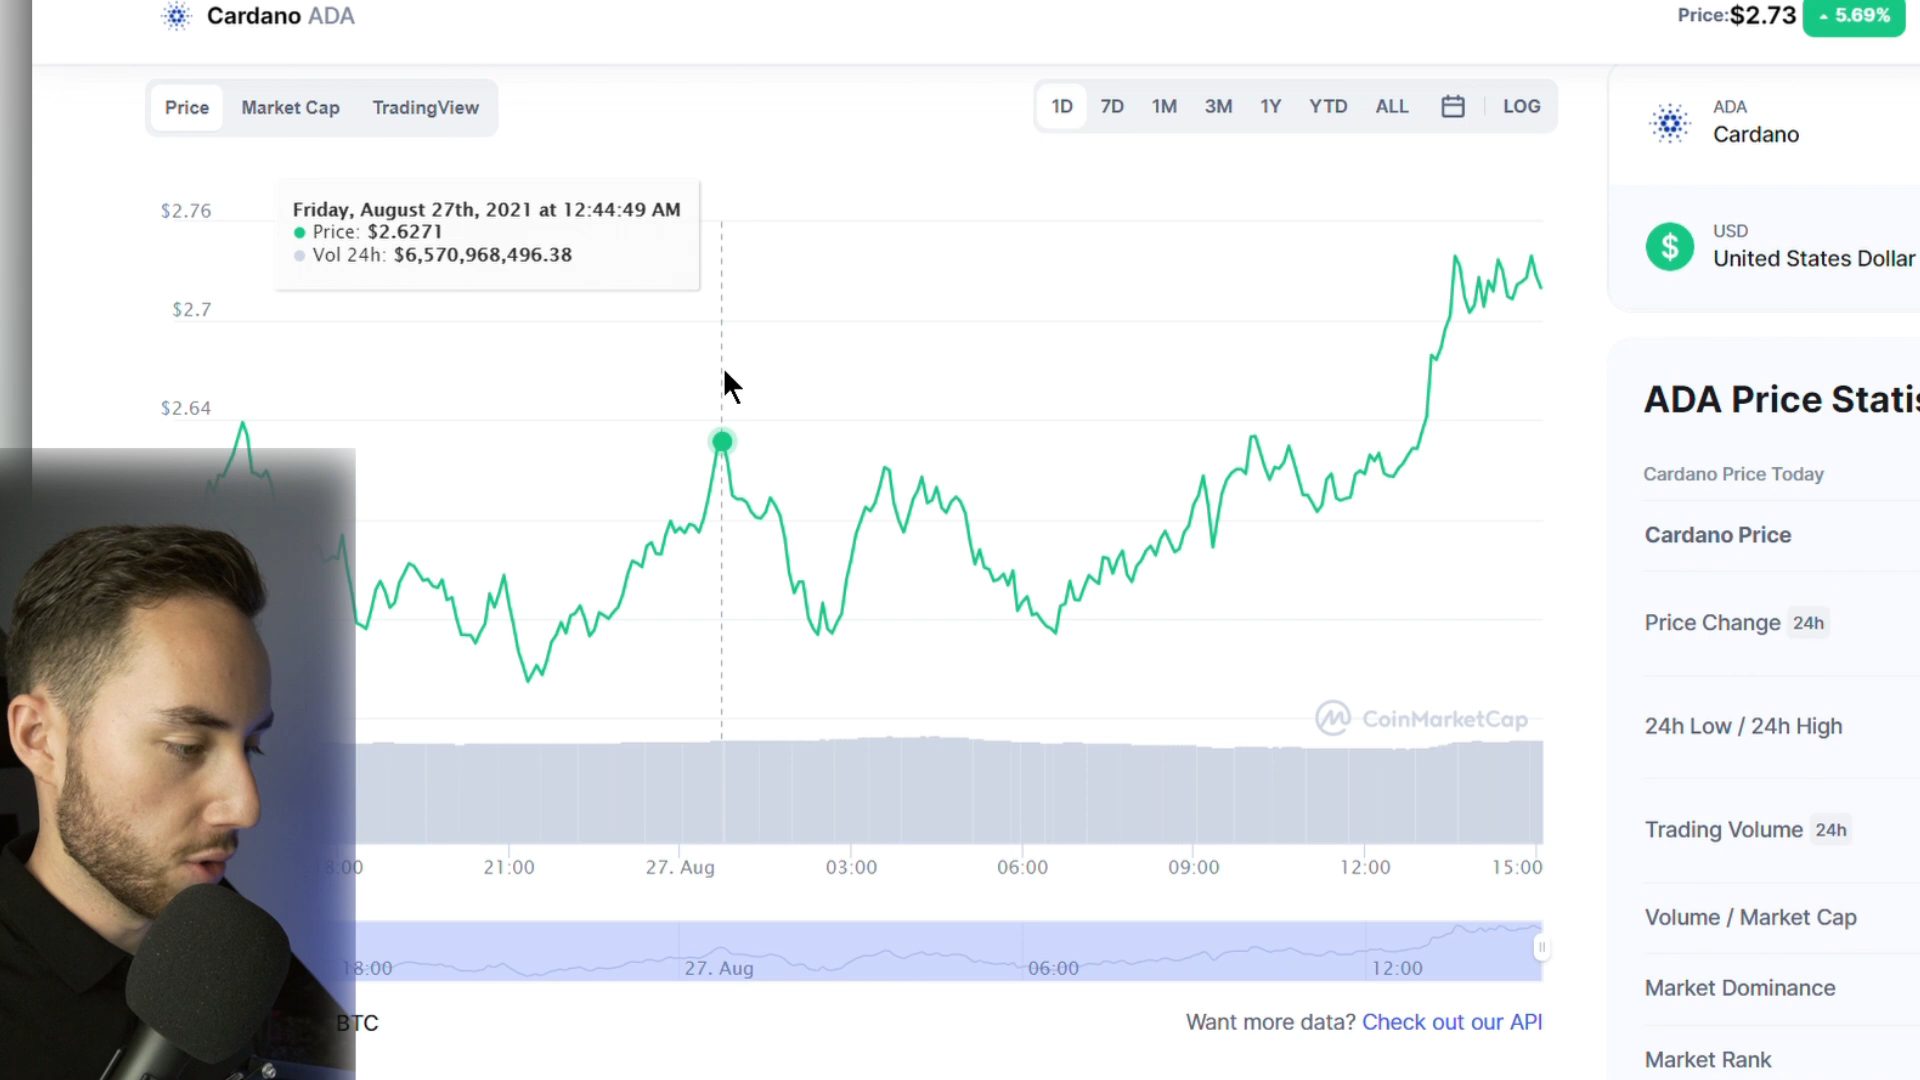 Cardano ADA
Price:$2.73 5.69%
Price Market Cap TradingView
1D 7D 1M 3M 1Y YTD ALL LOG
ADA
Cardano
Friday, August 27th, 2021 at 12:44:49 AM
Price: $2.6271
Vol 24h: $6,570,968,496.38
$2.76
$2.7
$2.64
USD
United States Dollar
$
ADA Price
Cardano Price Today
Cardano Price
Price Change 24h
24h Low / 24h High
Trading Volume 24h
Volume / Market Cap
Market Dominance
Market Rank
CoinMarketCap
18:00 21:00 27. Aug 03:00 06:00 09:00 12:00 15:00
18:00 27. Aug 06:00 12:00
BTC
Want more data? Check out our API